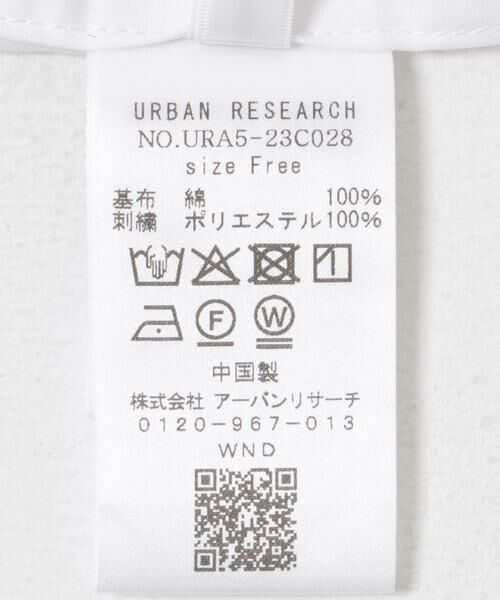 URBAN RESEARCH
NO.URA5-23C028
size Free
基布 綿 100%
刺繍 ポリエステル100%
F W
中国製
株式会社 アーバンリサーチ
0120-967-013
WND